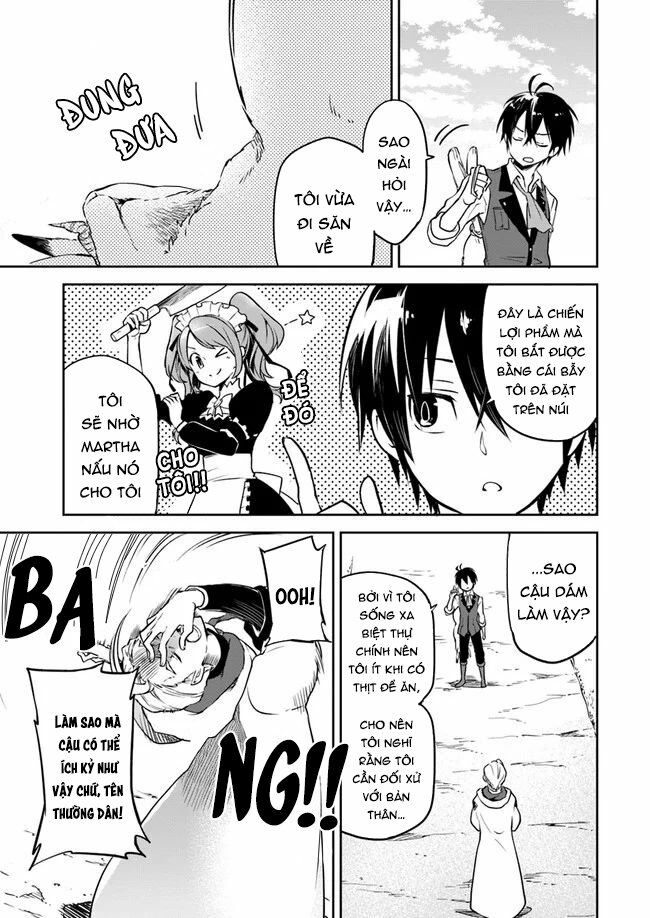 SAO
NGÀI
HỎI
VẬY...
TÔI VỪA
ĐI SĂN
VỀ
ĐUNG
ĐƯA
ĐÂY LÀ CHIẾN
LỢI PHẨM MÀ
TÔI BẮT ĐƯỢC
BẰNG CÁI BẪY
TÔI ĐÃ ĐẶT
TRÊN NÚI
ĐỂ
ĐÓ
CHO
TÔI!!!
TÔI
SẼ NHỜ
MARTHA
NẤU NÓ
CHO TÔI
...SAO
CẬU DÁM
LÀM VẬY?
BỞI VÌ TÔI
SỐNG XA
BIỆT THỰ
CHÍNH NÊN
TÔI ÍT KHI CÓ
THỊT ĐỂ ĂN,
CHO NÊN
TÔI NGHĨ
RẰNG TÔI
CẦN ĐỐI XỬ
VỚI BẢN
THÂN...
OOH!
BA
NG!!
LÀM SAO MÀ
CẬU CÓ THỂ
ÍCH KỶ NHƯ
VẬY CHỨ, TÊN
THƯỜNG DÂN!